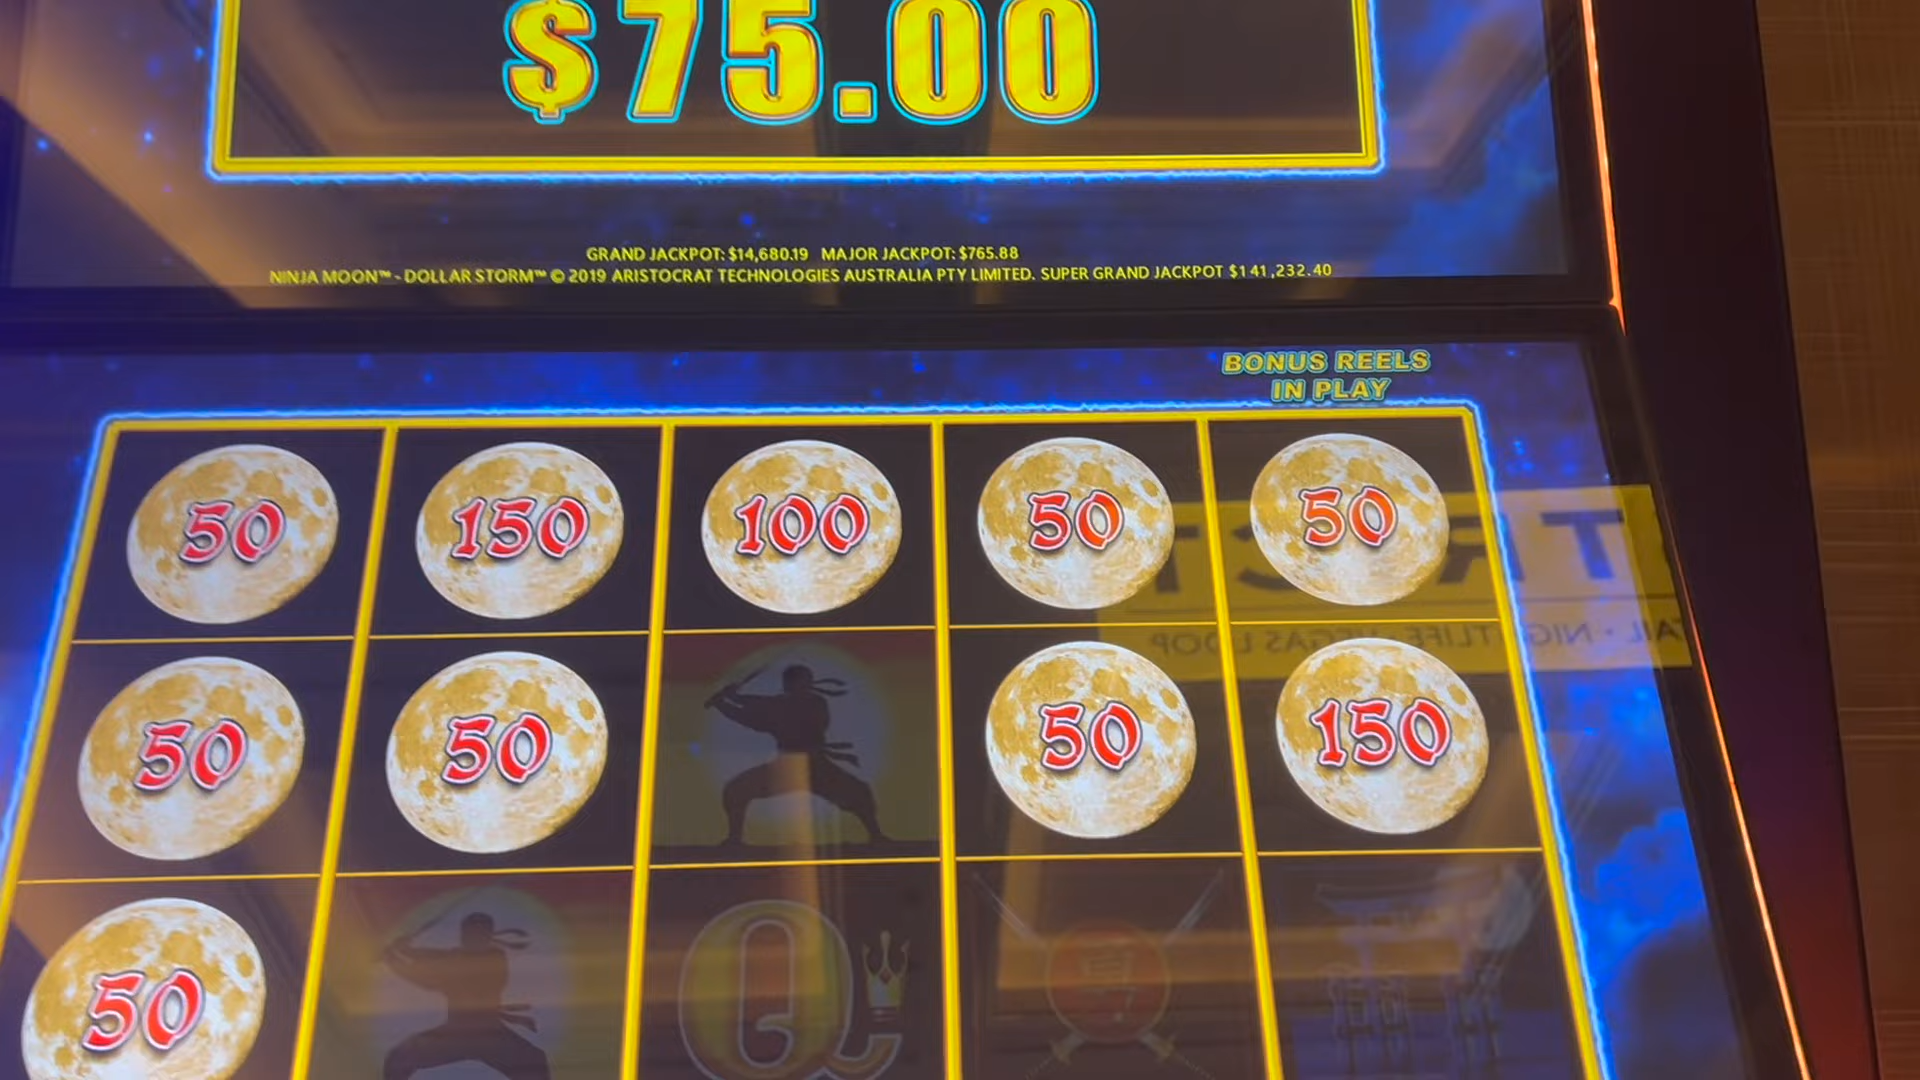 $75.00
GRAND JACKPOT: $14,680.19 MAJOR JACKPOT: $765.88
NINJA MOON™ - DOLLAR STORM™ © 2019 ARISTOCRAT TECHNOLOGIES AUSTRALIA PTY LIMITED. SUPER GRAND JACKPOT $141,232.40
BONUS REELS
IN PLAY
50 150 100 50 50
50 50 50 150
50 Q